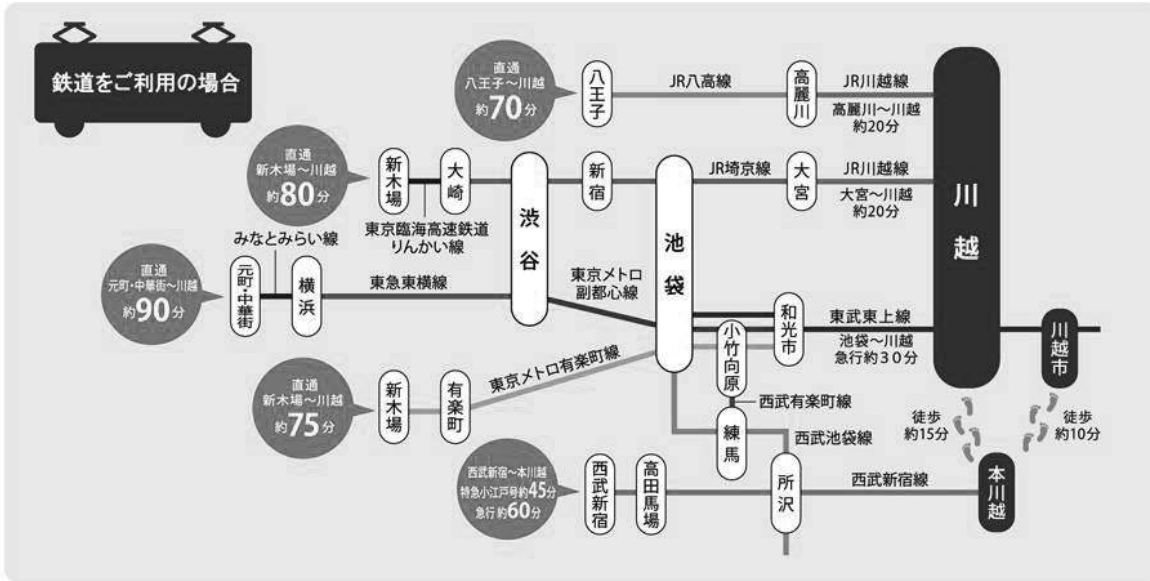 鉄道をご利用の場合
直通
八王子〜川越
約70分
八王子
JR八高線
高麗川
JR川越線
高麗川〜川越
約20分
直通
新木場〜川越
約80分
新木場
大崎
東京臨海高速鉄道
りんかい線
渋谷
新宿
池袋
JR埼京線
大宮
JR川越線
大宮〜川越
約20分
川越
みなとみらい線
直通
元町・中華街〜川越
約90分
元町・中華街
横浜
東急東横線
東京メトロ
副都心線
小竹向原
和光市
東武東上線
池袋〜川越
急行約30分
川越市
直通
新木場〜川越
約75分
新木場
有楽町
東京メトロ有楽町線
西武有楽町線
練馬
西武池袋線
徒歩
約15分
徒歩
約10分
西武新宿〜本川越
特急小江戸号約45分
急行 約60分
西武新宿
高田馬場
所沢
西武新宿線
本川越